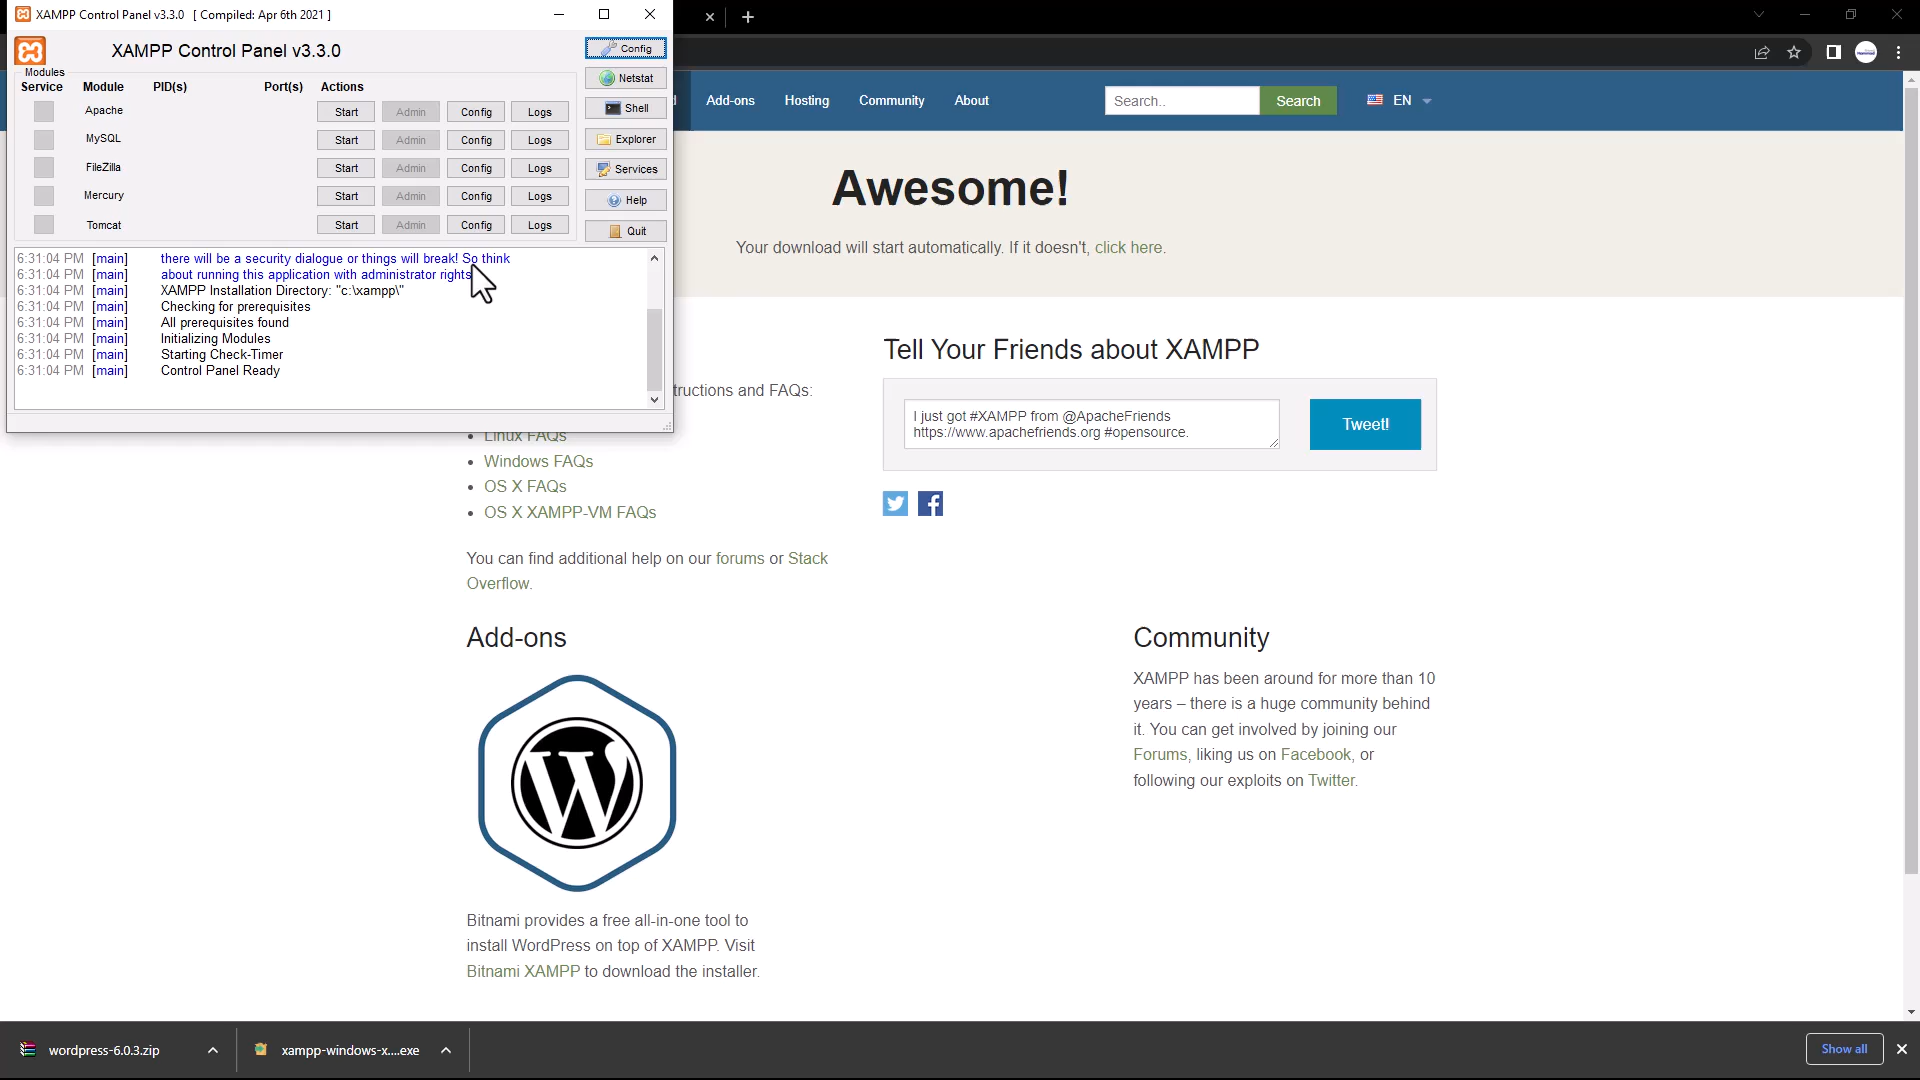 XAMPP Control Panel v3.3.0 [ Compiled: Apr 6th 2021 ]
XAMPP Control Panel v3.3.0
Config
Modules
Service Module PID(s) Port(s) Actions
Netstat
Apache Start Admin Config Logs
Shell
MySQL Start Admin Config Logs
Explorer
FileZilla Start Admin Config Logs
Services
Mercury Start Admin Config Logs
Help
Tomcat Start Admin Config Logs
Quit
6:31:04 PM [main] there will be a security dialogue or things will break! So think
6:31:04 PM [main] about running this application with administrator rights
6:31:04 PM [main] XAMPP Installation Directory: "c:\xampp\"
6:31:04 PM [main] Checking for prerequisites
6:31:04 PM [main] All prerequisites found
6:31:04 PM [main] Initializing Modules
6:31:04 PM [main] Starting Check-Timer
6:31:04 PM [main] Control Panel Ready
Add-ons Hosting Community About Search.. Search EN
Awesome!
Your download will start automatically. If it doesn't, click here.
Tell Your Friends about XAMPP
tructions and FAQs:
I just got #XAMPP from @ApacheFriends
https://www.apachefriends.org #opensource.
Tweet!
Linux FAQs
Windows FAQs
OS X FAQs
OS X XAMPP-VM FAQs
You can find additional help on our forums or Stack
Overflow.
Add-ons
Bitnami provides a free all-in-one tool to
install WordPress on top of XAMPP. Visit
Bitnami XAMPP to download the installer.
Community
XAMPP has been around for more than 10
years – there is a huge community behind
it. You can get involved by joining our
Forums, liking us on Facebook, or
following our exploits on Twitter.
wordpress-6.0.3.zip
xampp-windows-x....exe
Show all